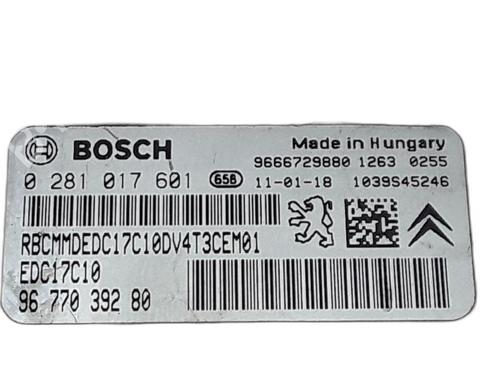 BOSCH
Made in Hungary
9666729880 1263 0255
0 281 017 601 658 11-01-18 1039S45246
RBCMMDEDC17C10DV4T3CEM01
EDC17C10
96 770 392 80